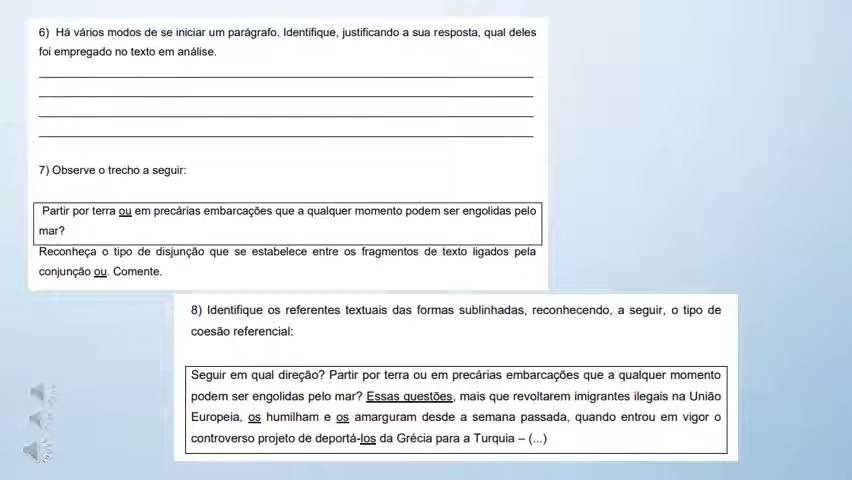 6) Há vários modos de se iniciar um parágrafo. Identifique, justificando a sua resposta, qual deles
foi empregado no texto em análise.
7) Observe o trecho a seguir:
Partir por terra ou em precárias embarcações que a qualquer momento podem ser engolidas pelo
mar?
Reconheça o tipo de disjunção que se estabelece entre os fragmentos de texto ligados pela
conjunção ou. Comente.
8) Identifique os referentes textuais das formas sublinhadas, reconhecendo, a seguir, o tipo de
coesão referencial:
Seguir em qual direção? Partir por terra ou em precárias embarcações que a qualquer momento
podem ser engolidas pelo mar? Essas questões, mais que revoltarem imigrantes ilegais na União
Europeia, os humilham e os amarguram desde a semana passada, quando entrou em vigor o
controverso projeto de deportá-los da Grécia para a Turquia – (...)